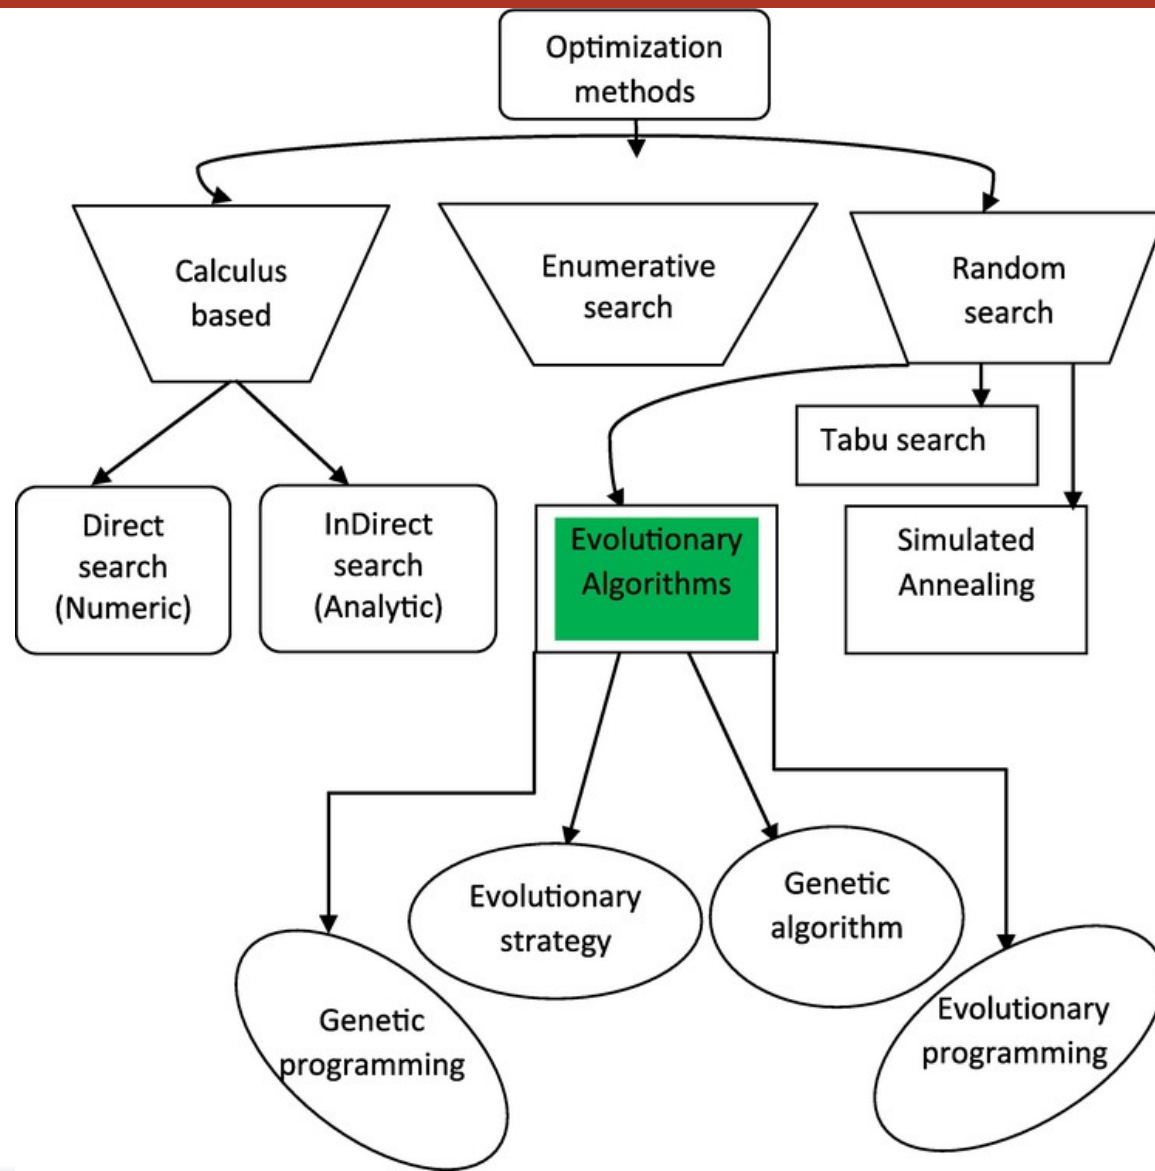 Optimization
methods
Calculus
based
Enumerative
search
Random
search
Tabu search
Direct
search
(Numeric)
InDirect
search
(Analytic)
Evolutionary
Algorithms
Simulated
Annealing
Evolutionary
strategy
Genetic
algorithm
Genetic
programming
Evolutionary
programming